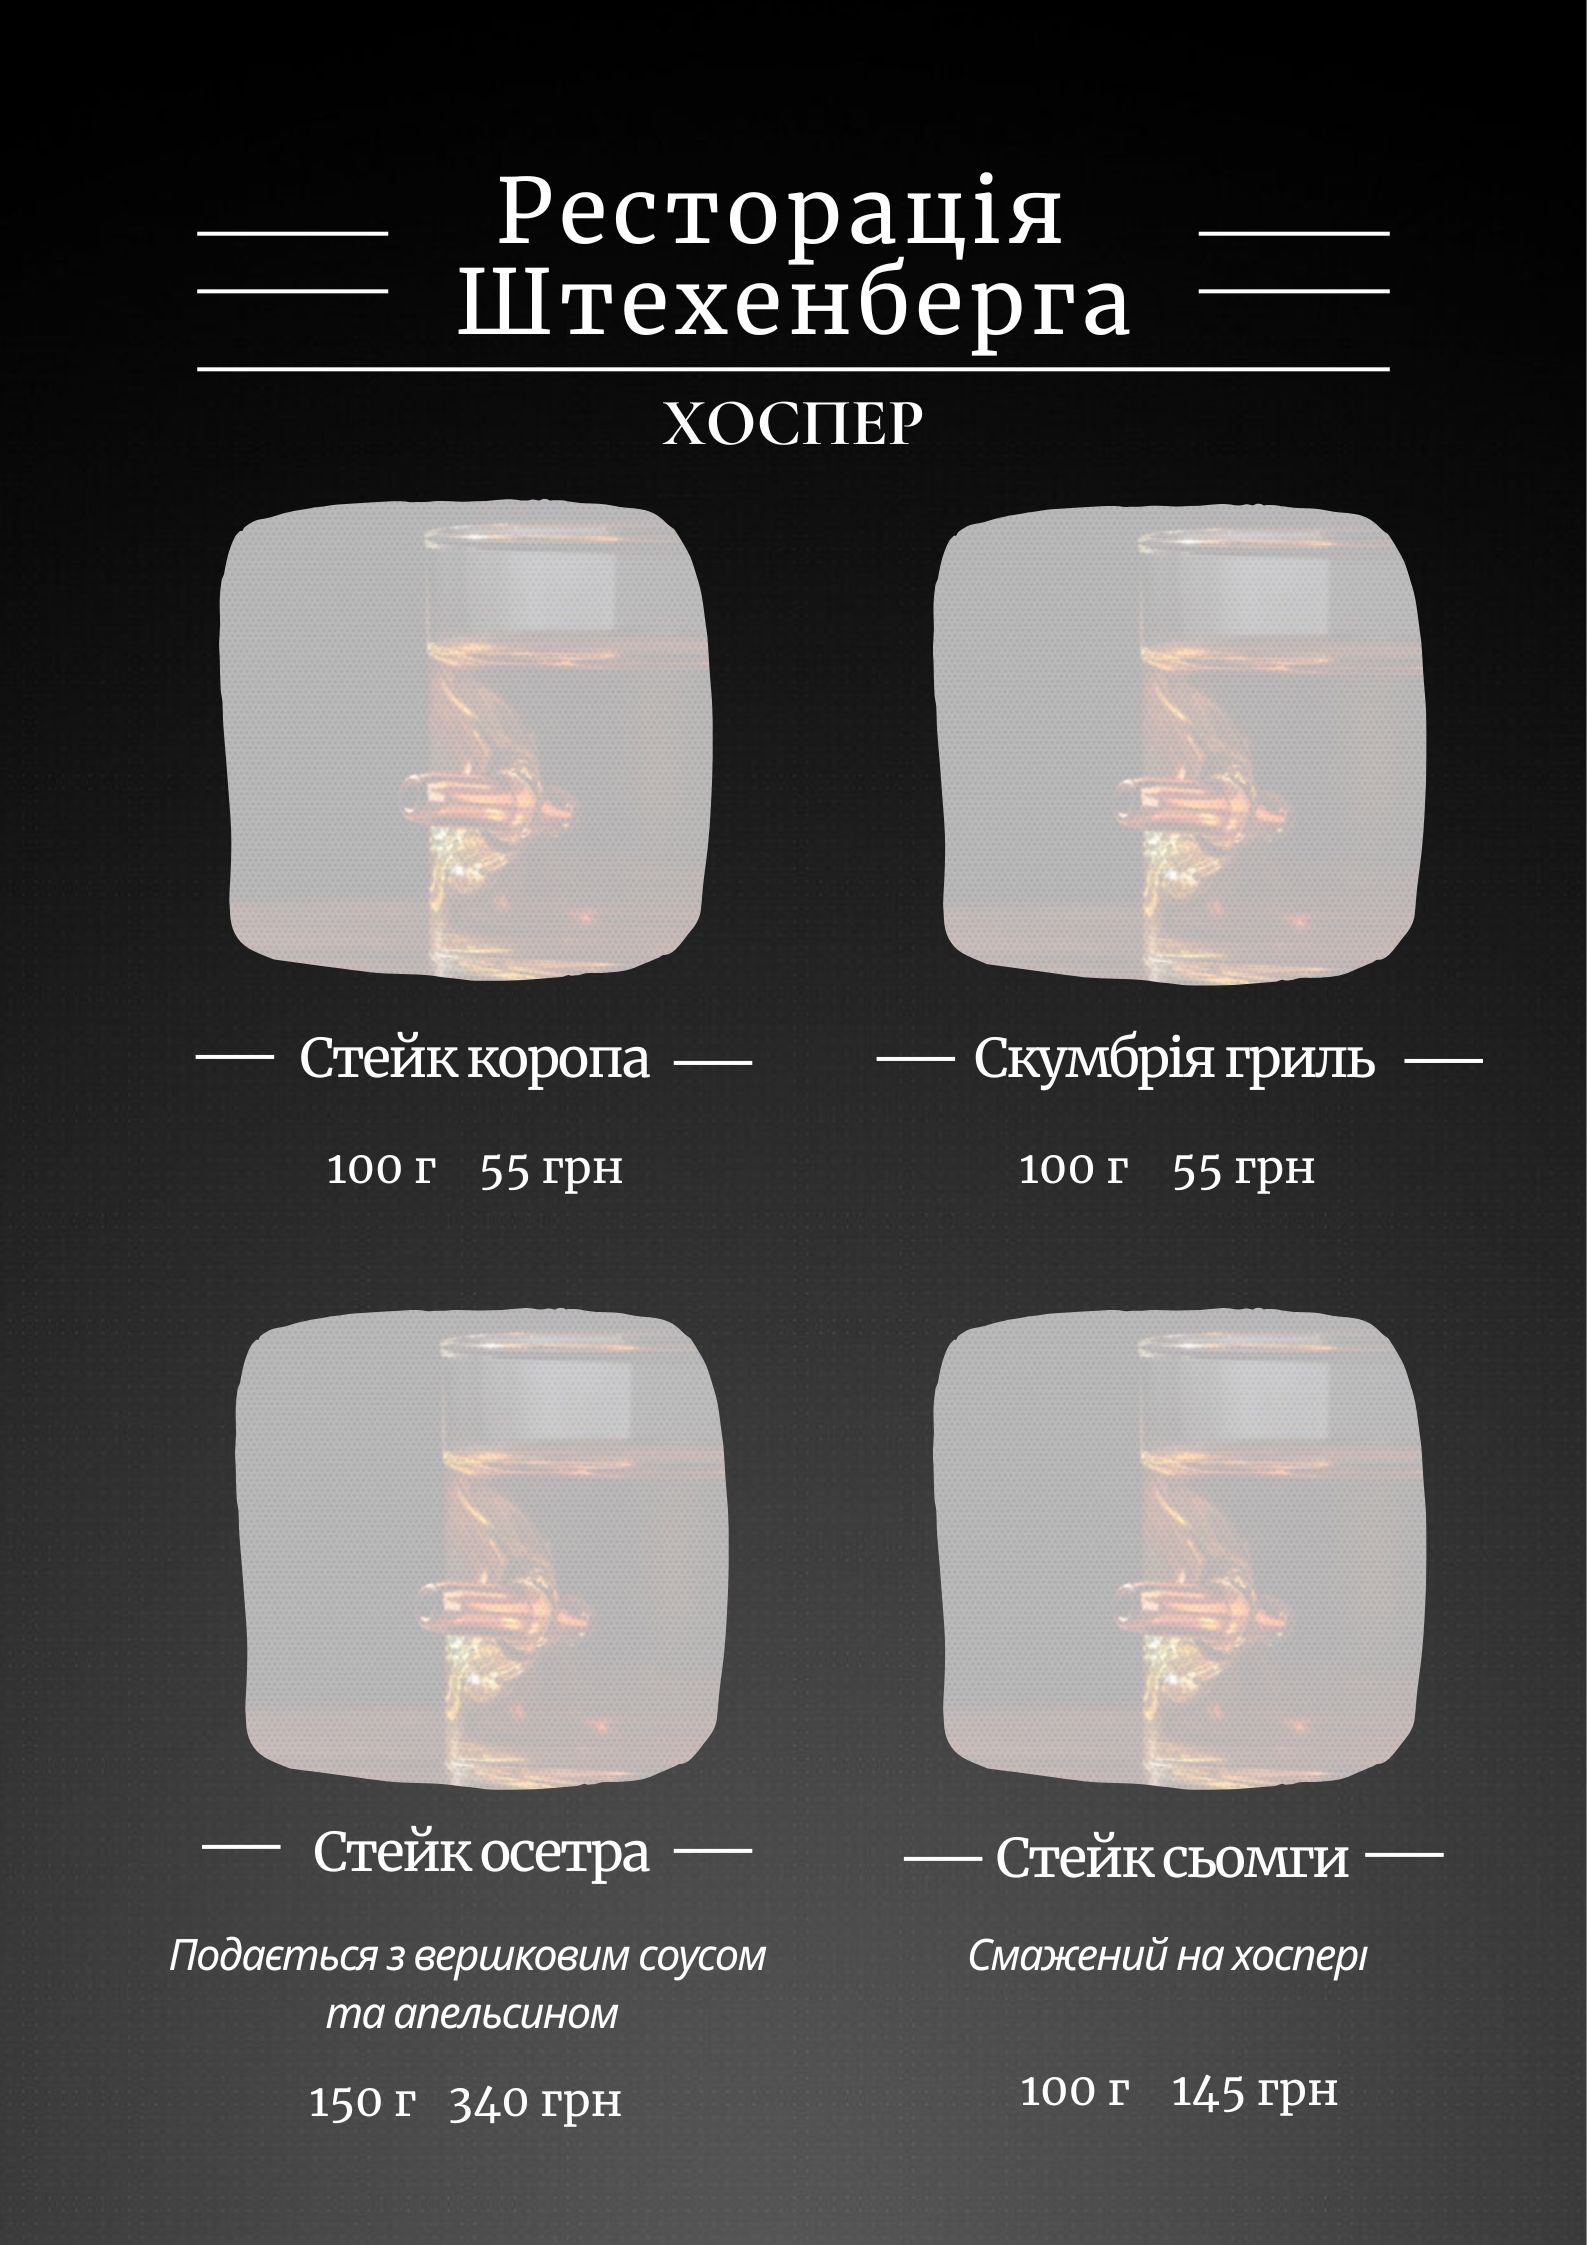 Ресторація
Штехенберга
ХОСПЕР
Стейк коропа
100 г 55 грн
Скумбрія гриль
100 г 55 грн
Стейк осетра
Подається з вершковим соусом
та апельсином
150 г 340 грн
Стейк сьомги
Смажений на хоспері
100 г 145 грн